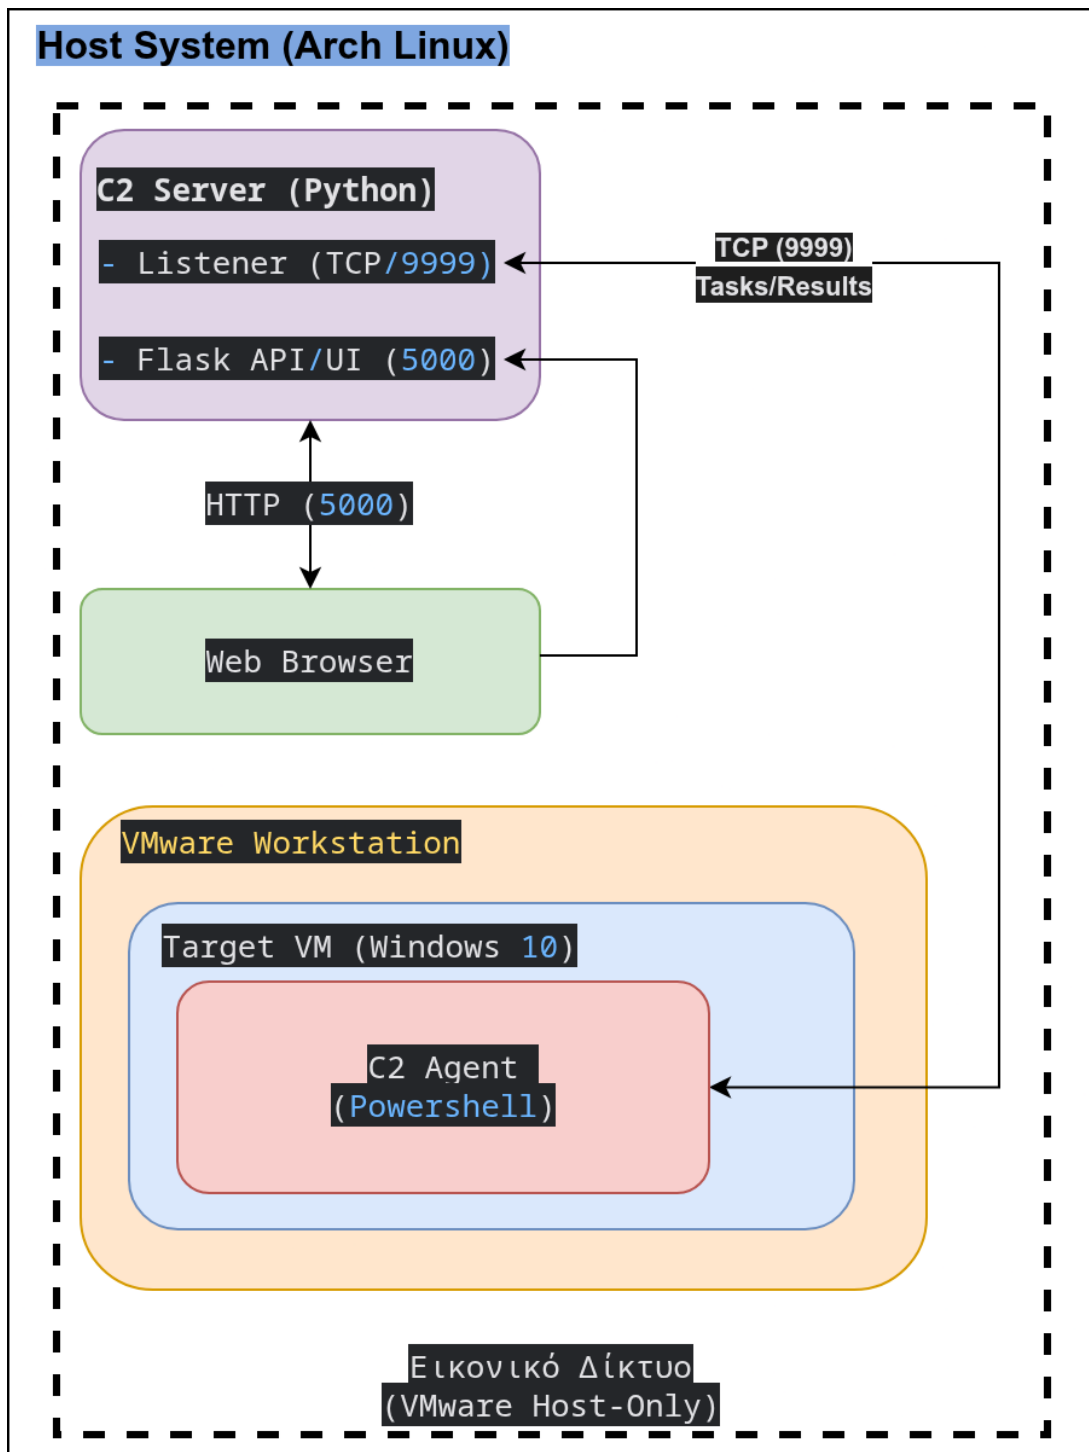 Host System (Arch Linux)
C2 Server (Python)
- Listener (TCP/9999)
TCP (9999)
Tasks/Results
- Flask API/UI (5000)
HTTP (5000)
Web Browser
VMware Workstation
Target VM (Windows 10)
C2 Agent
(Powershell)
Εικονικό Δίκτυο
(VMware Host-Only)